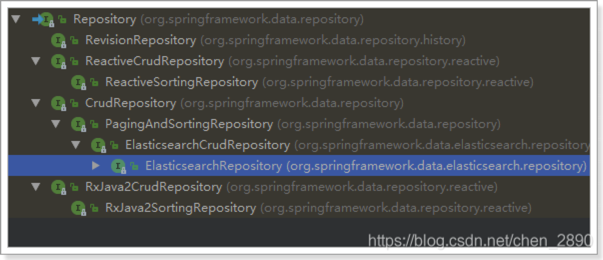 Repository (org.springframework.data.repository)
RevisionRepository (org.springframework.data.repository.history)
ReactiveCrudRepository (org.springframework.data.repository.reactive)
ReactiveSortingRepository (org.springframework.data.repository.reactive)
CrudRepository (org.springframework.data.repository)
PagingAndSortingRepository (org.springframework.data.repository)
ElasticsearchCrudRepository (org.springframework.data.elasticsearch.repository
ElasticsearchRepository (org.springframework.data.elasticsearch.repository)
RxJava2CrudRepository (org.springframework.data.repository.reactive)
RxJava2SortingRepository (org.springframework.data.repository.reactive)
https://blog.csdn.net/chen_2890